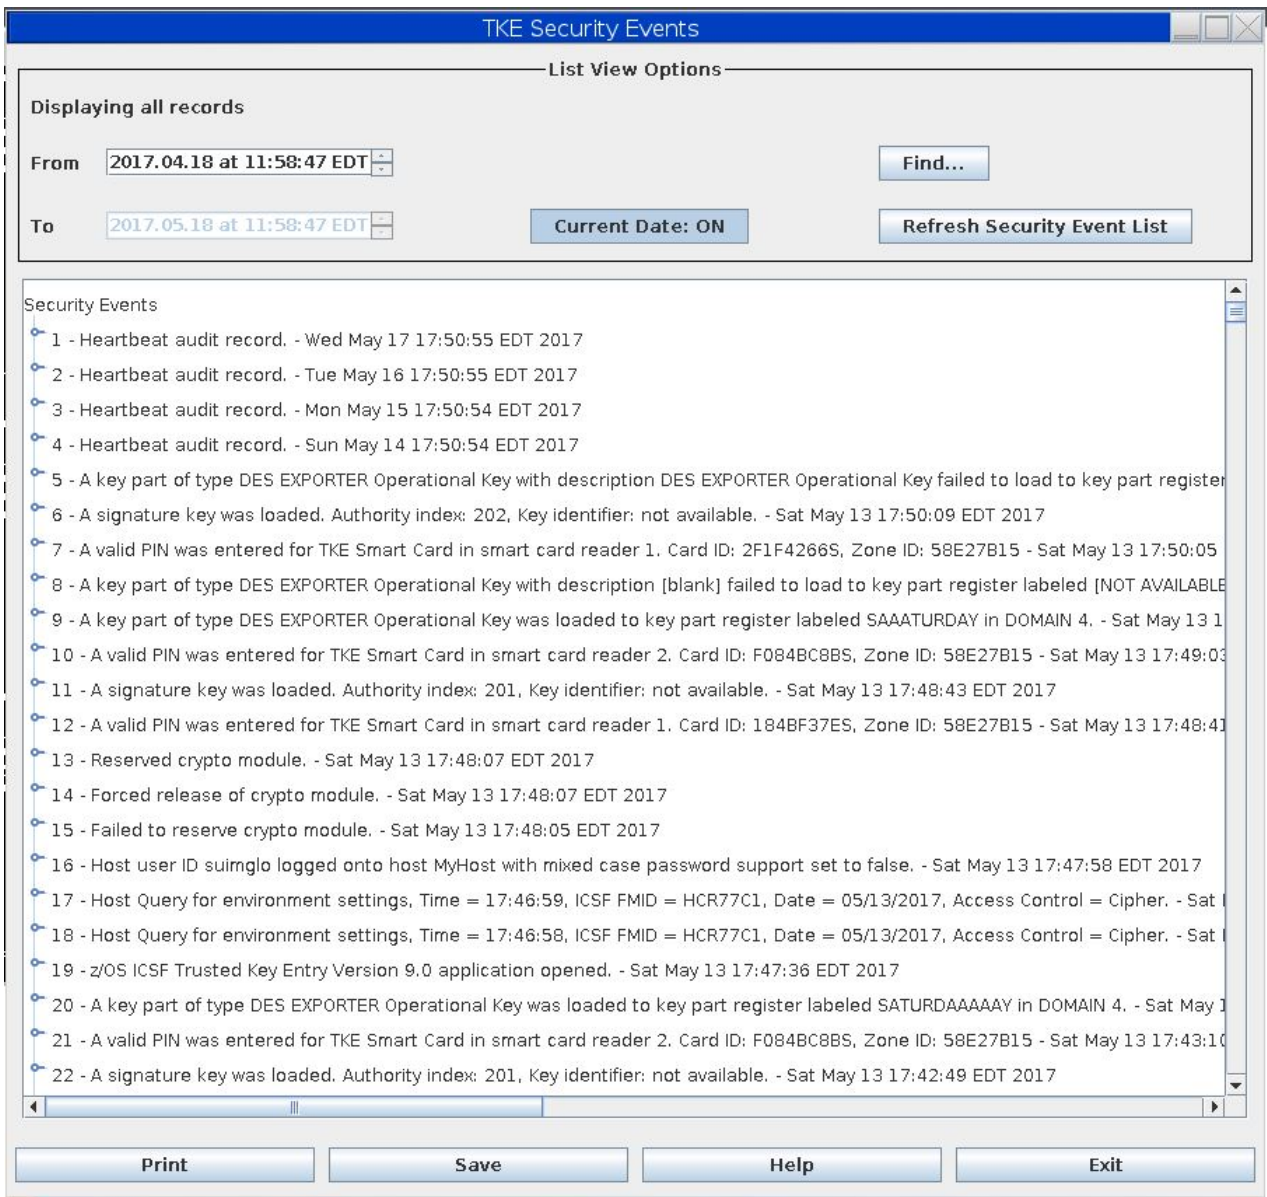 TKE Security Events
List View Options
Displaying all records
From 2017.04.18 at 11:58:47 EDT Find...
To 2017.05.18 at 11:58:47 EDT Current Date: ON Refresh Security Event List
Security Events
1 - Heartbeat audit record. - Wed May 17 17:50:55 EDT 2017
2 - Heartbeat audit record. - Tue May 16 17:50:55 EDT 2017
3 - Heartbeat audit record. - Mon May 15 17:50:54 EDT 2017
4 - Heartbeat audit record. - Sun May 14 17:50:54 EDT 2017
5 - A key part of type DES EXPORTER Operational Key with description DES EXPORTER Operational Key failed to load to key part register
6 - A signature key was loaded. Authority index: 202, Key identifier: not available. - Sat May 13 17:50:09 EDT 2017
7 - A valid PIN was entered for TKE Smart Card in smart card reader 1. Card ID: 2F1F4266S, Zone ID: 58E27B15 - Sat May 13 17:50:05
8 - A key part of type DES EXPORTER Operational Key with description [blank] failed to load to key part register labeled [NOT AVAILABLE
9 - A key part of type DES EXPORTER Operational Key was loaded to key part register labeled SAAATURDAY in DOMAIN 4. - Sat May 13 1
10 - A valid PIN was entered for TKE Smart Card in smart card reader 2. Card ID: F084BC8BS, Zone ID: 58E27B15 - Sat May 13 17:49:03
11 - A signature key was loaded. Authority index: 201, Key identifier: not available. - Sat May 13 17:48:43 EDT 2017
12 - A valid PIN was entered for TKE Smart Card in smart card reader 1. Card ID: 184BF37ES, Zone ID: 58E27B15 - Sat May 13 17:48:41
13 - Reserved crypto module. - Sat May 13 17:48:07 EDT 2017
14 - Forced release of crypto module. - Sat May 13 17:48:07 EDT 2017
15 - Failed to reserve crypto module. - Sat May 13 17:48:05 EDT 2017
16 - Host user ID suimglo logged onto host MyHost with mixed case password support set to false. - Sat May 13 17:47:58 EDT 2017
17 - Host Query for environment settings, Time = 17:46:59, ICSF FMID = HCR77C1, Date = 05/13/2017, Access Control = Cipher. - Sat
18 - Host Query for environment settings, Time = 17:46:58, ICSF FMID = HCR77C1, Date = 05/13/2017, Access Control = Cipher. - Sat
19 - z/OS ICSF Trusted Key Entry Version 9.0 application opened. - Sat May 13 17:47:36 EDT 2017
20 - A key part of type DES EXPORTER Operational Key was loaded to key part register labeled SATURDAAAAAY in DOMAIN 4. - Sat May 1
21 - A valid PIN was entered for TKE Smart Card in smart card reader 2. Card ID: F084BC8BS, Zone ID: 58E27B15 - Sat May 13 17:43:10
22 - A signature key was loaded. Authority index: 201, Key identifier: not available. - Sat May 13 17:42:49 EDT 2017
Print Save Help Exit